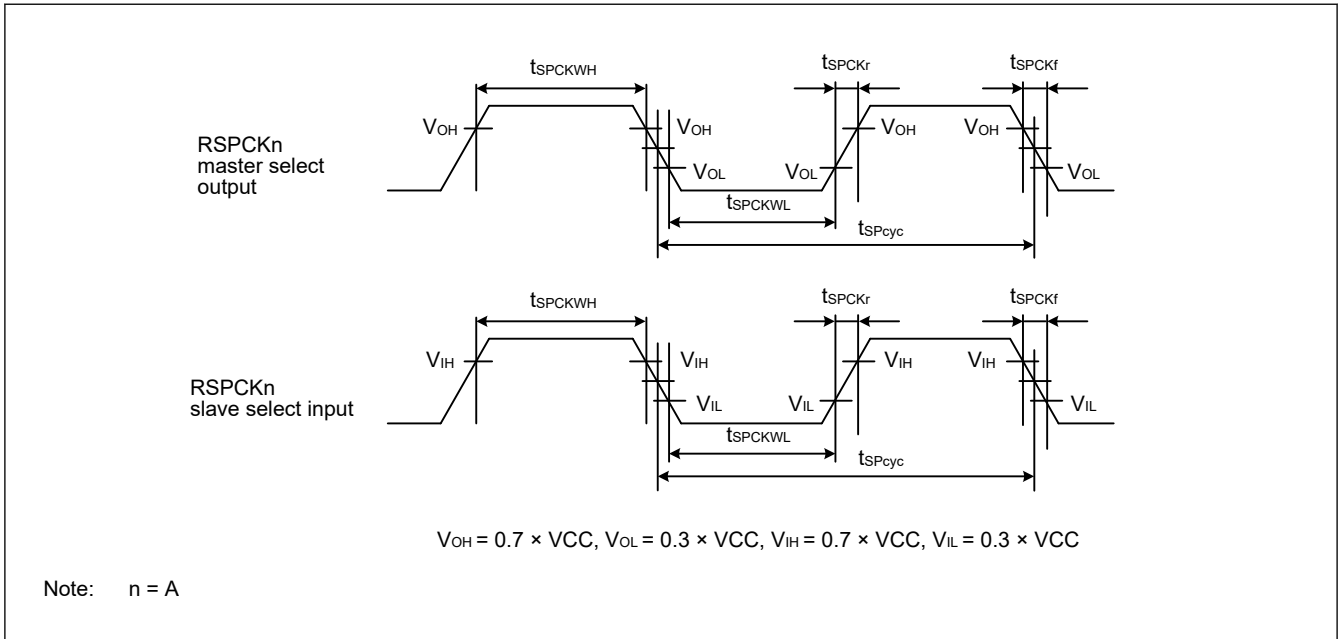 tSPCKWH
tSPCKr
tSPCKf
RSPCKn
master select
output
VOH
VOH
VOL
VOL
VOH
VOH
VOL
tSPCKWL
tSPcyc
tSPCKWH
tSPCKr
tSPCKf
RSPCKn
slave select input
VIH
VIH
VIL
VIL
VIH
VIH
VIL
tSPCKWL
tSPcyc
VOH = 0.7 × VCC, VOL = 0.3 × VCC, VIH = 0.7 × VCC, VIL = 0.3 × VCC
Note: n = A